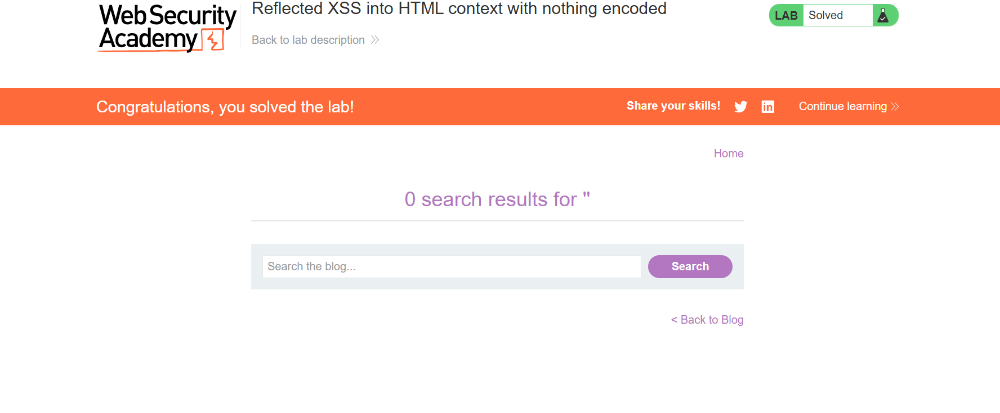 Web Security
Academy
Reflected XSS into HTML context with nothing encoded
Back to lab description
LAB Solved
Congratulations, you solved the lab!
Share your skills!
in
Continue learning
Home
0 search results for ''
Search the blog...
Search
< Back to Blog